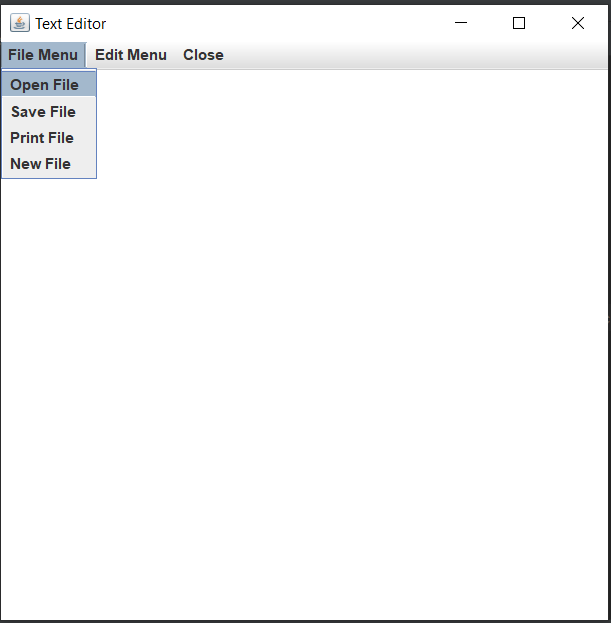 Text Editor
File Menu Edit Menu Close
Open File
Save File
Print File
New File